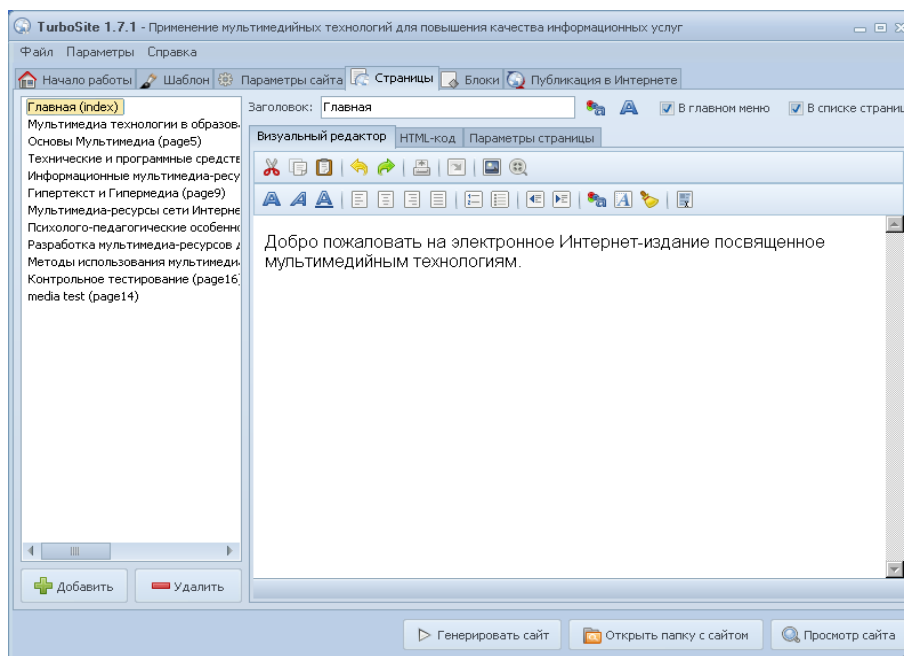 TurboSite 1.7.1 - Применение мультимедийных технологий для повышения качества информационных услуг
Файл Параметры Справка
Начало работы Шаблон Параметры сайта Страницы Блоки Публикация в Интернете
Главная (index)
Мультимедиа технологии в образов
Основы Мультимедиа (page5)
Технические и программные средств
Информационные мультимедиа-ресу
Гипертекст и Гипермедиа (page9)
Мультимедиа-ресурсы сети Интерне
Психолого-педагогические особенно
Разработка мультимедиа-ресурсов д
Методы использования мультимеди
Контрольное тестирование (page16
media test (page14)
Добавить Удалить
Заголовок: Главная В главном меню В списке страниц
Визуальный редактор HTML-код Параметры страницы
Добро пожаловать на электронное Интернет-издание посвященное
мультимедийным технологиям.
Генерировать сайт Открыть папку с сайтом Просмотр сайта